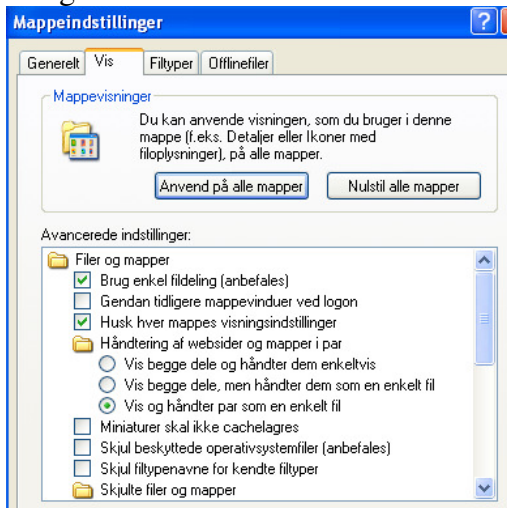 Mappeindstillinger
Generelt Vis Filtyper Offlinefiler
Mappevisninger
Du kan anvende visningen, som du bruger i denne
mappe (f.eks. Detaljer eller Ikoner med
filoplysninger), på alle mapper.
Anvend på alle mapper Nulstil alle mapper
Avancerede indstillinger:
Filer og mapper
Brug enkel fildeling (anbefales)
Gendan tidligere mappevinduer ved logon
Husk hver mappes visningsindstillinger
Håndtering af websider og mapper i par
Vis begge dele og håndter dem enkeltvis
Vis begge dele, men håndter dem som en enkelt fil
Vis og håndter par som en enkelt fil
Miniaturer skal ikke cachelagres
Skjul beskyttede operativsystemfiler (anbefales)
Skjul filtypenavne for kendte filtyper
Skjulte filer og mapper